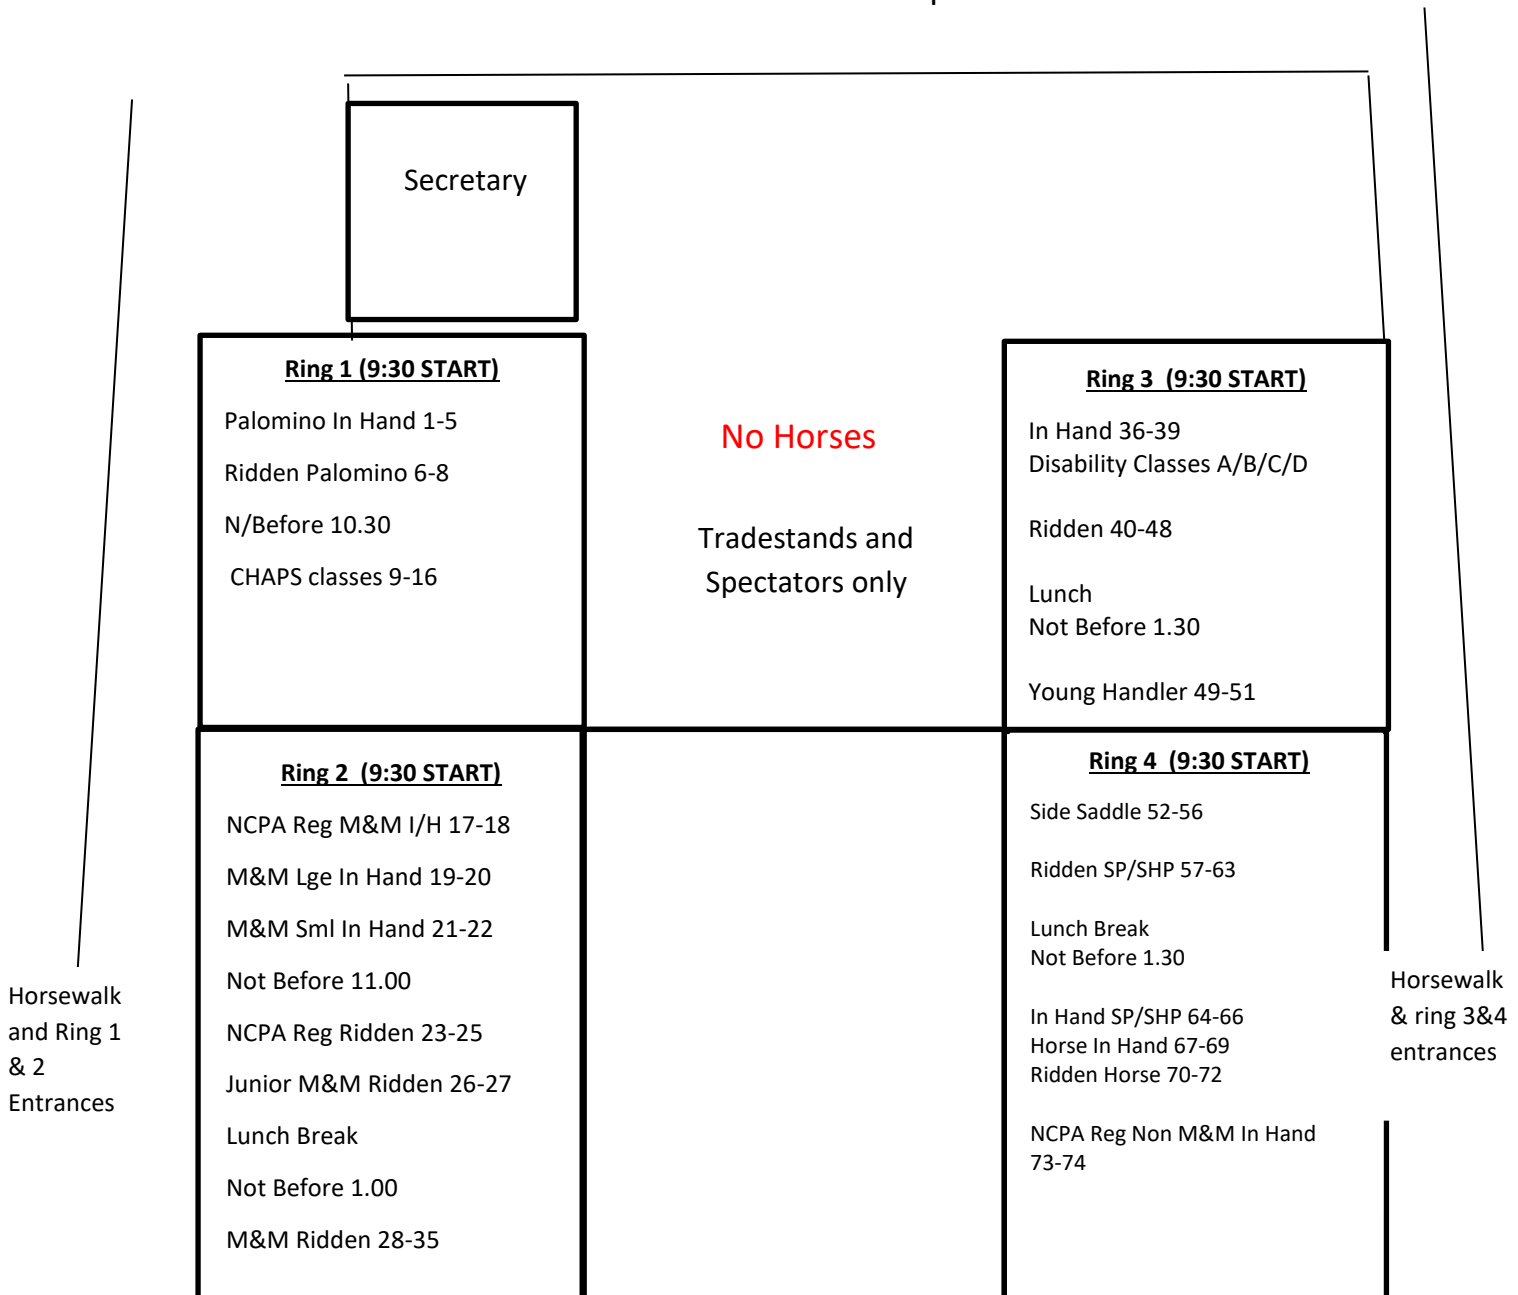 Secretary
Ring 1 (9:30 START)
Palomino In Hand 1-5
Ridden Palomino 6-8
N/Before 10.30
CHAPS classes 9-16
No Horses
Tradestands and
Spectators only
Ring 3 (9:30 START)
In Hand 36-39
Disability Classes A/B/C/D
Ridden 40-48
Lunch
Not Before 1.30
Young Handler 49-51
Ring 2 (9:30 START)
NCPA Reg M&M I/H 17-18
M&M Lge In Hand 19-20
M&M Sml In Hand 21-22
Not Before 11.00
NCPA Reg Ridden 23-25
Junior M&M Ridden 26-27
Lunch Break
Not Before 1.00
M&M Ridden 28-35
Ring 4 (9:30 START)
Side Saddle 52-56
Ridden SP/SHP 57-63
Lunch Break
Not Before 1.30
In Hand SP/SHP 64-66
Horse In Hand 67-69
Ridden Horse 70-72
NCPA Reg Non M&M In Hand
73-74
Horsewalk
and Ring 1
& 2
Entrances
Horsewalk
& ring 3&4
entrances